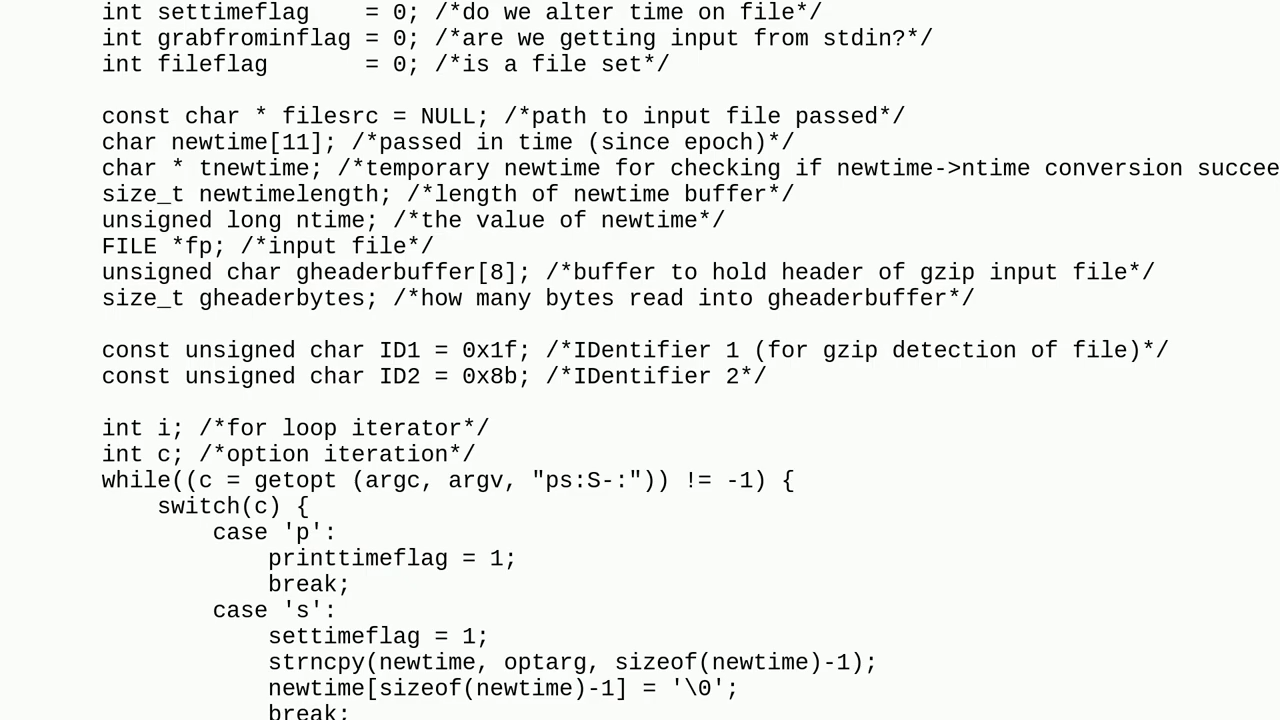 int settimeflag    = 0; /*do we alter time on file*/
int grabfrominflag = 0; /*are we getting input from stdin?*/
int fileflag       = 0; /*is a file set*/

const char * filesrc = NULL; /*path to input file passed*/
char newtime[11]; /*passed in time (since epoch)*/
char * tnewtime; /*temporary newtime for checking if newtime->ntime conversion succee
size_t newtimelength; /*length of newtime buffer*/
unsigned long ntime; /*the value of newtime*/
FILE *fp; /*input file*/
unsigned char gheaderbuffer[8]; /*buffer to hold header of gzip input file*/
size_t gheaderbytes; /*how many bytes read into gheaderbuffer*/

const unsigned char ID1 = 0x1f; /*IDentifier 1 (for gzip detection of file)*/
const unsigned char ID2 = 0x8b; /*IDentifier 2*/

int i; /*for loop iterator*/
int c; /*option iteration*/
while((c = getopt (argc, argv, "ps:S-:")) != -1) {
    switch(c) {
        case 'p':
            printtimeflag = 1;
            break;
        case 's':
            settimeflag = 1;
            strncpy(newtime, optarg, sizeof(newtime)-1);
            newtime[sizeof(newtime)-1] = '\0';
            break;